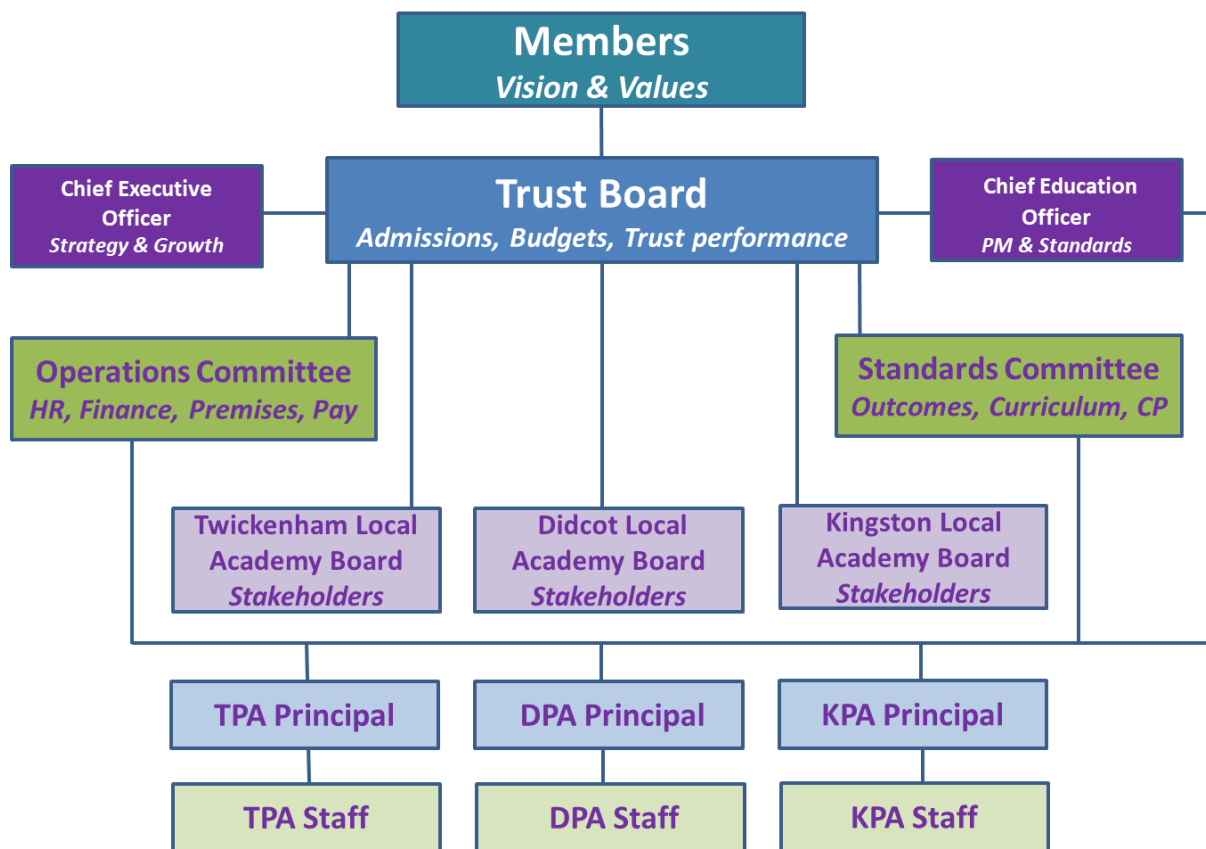 Members
Vision & Values
Chief Executive
Officer
Strategy & Growth
Trust Board
Admissions, Budgets, Trust performance
Chief Education
Officer
PM & Standards
Operations Committee
HR, Finance, Premises, Pay
Standards Committee
Outcomes, Curriculum, CP
Twickenham Local
Academy Board
Stakeholders
Didcot Local
Academy Board
Stakeholders
Kingston Local
Academy Board
Stakeholders
TPA Principal
DPA Principal
KPA Principal
TPA Staff
DPA Staff
KPA Staff